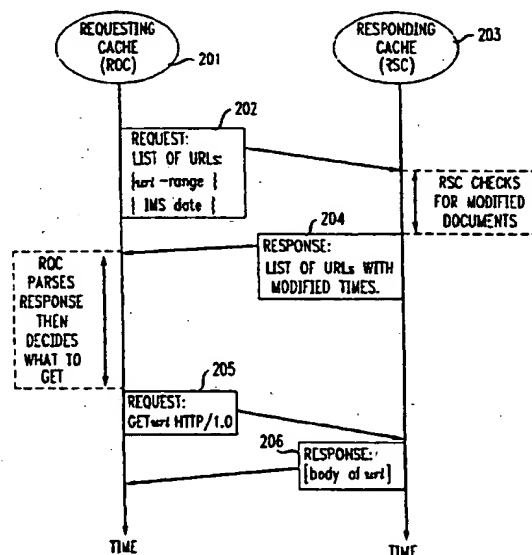 REQUESTING
CACHE
(ROC)
201
RESPONDING
CACHE
(RSC)
203
202
REQUEST:
LIST OF URLs:
{url-range {
{ IMS date {
RSC CHECKS
FOR MODIFIED
DOCUMENTS
204
RESPONSE:
LIST OF URLs WITH
MODIFIED TIMES.
ROC
PARSES
RESPONSE
THEN
DECIDES
WHAT TO
GET
205
REQUEST:
GET url HTTP/1.0
206
RESPONSE:
[body of url]
TIME
TIME